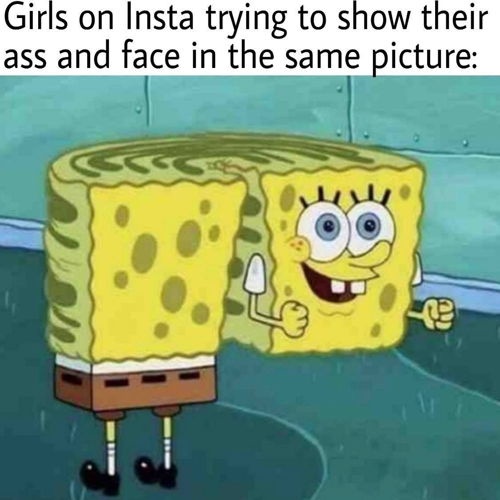 Girls on Insta trying to show their
ass and face in the same picture: